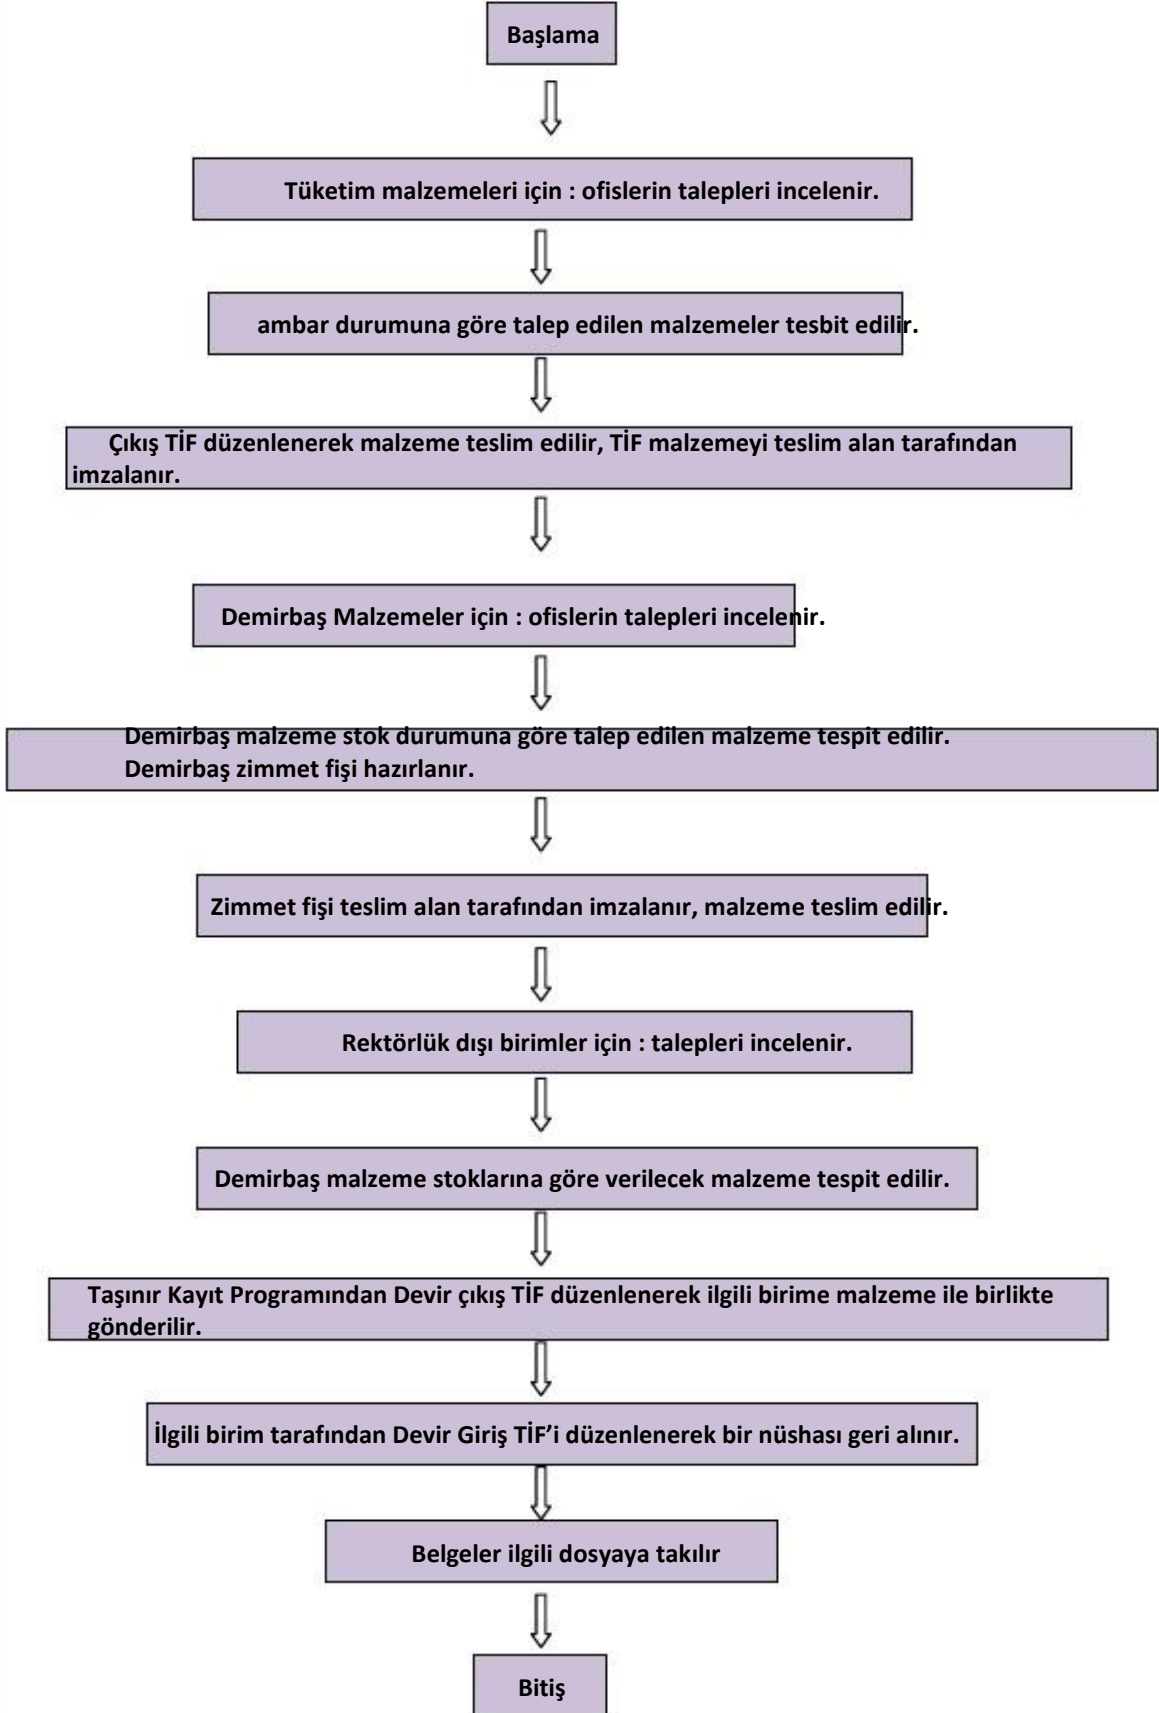 Başlama
Tüketim malzemeleri için : ofislerin talepleri incelenir.
ambar durumuna göre talep edilen malzemeler tesbit edilir.
Çıkış TİF düzenlenerek malzeme teslim edilir, TİF malzemeyi teslim alan tarafından
imzalanır.
Demirbaş Malzemeler için : ofislerin talepleri incelenir.
Demirbaş malzeme stok durumuna göre talep edilen malzeme tespit edilir.
Demirbaş zimmet fişi hazırlanır.
Zimmet fişi teslim alan tarafından imzalanır, malzeme teslim edilir.
Rektörlük dışı birimler için : talepleri incelenir.
Demirbaş malzeme stoklarına göre verilecek malzeme tespit edilir.
Taşınır Kayıt Programından Devir çıkış TİF düzenlenerek ilgili birime malzeme ile birlikte
gönderilir.
İlgili birim tarafından Devir Giriş TİF’i düzenlenerek bir nüshası geri alınır.
Belgeler ilgili dosyaya takılır
Bitiş